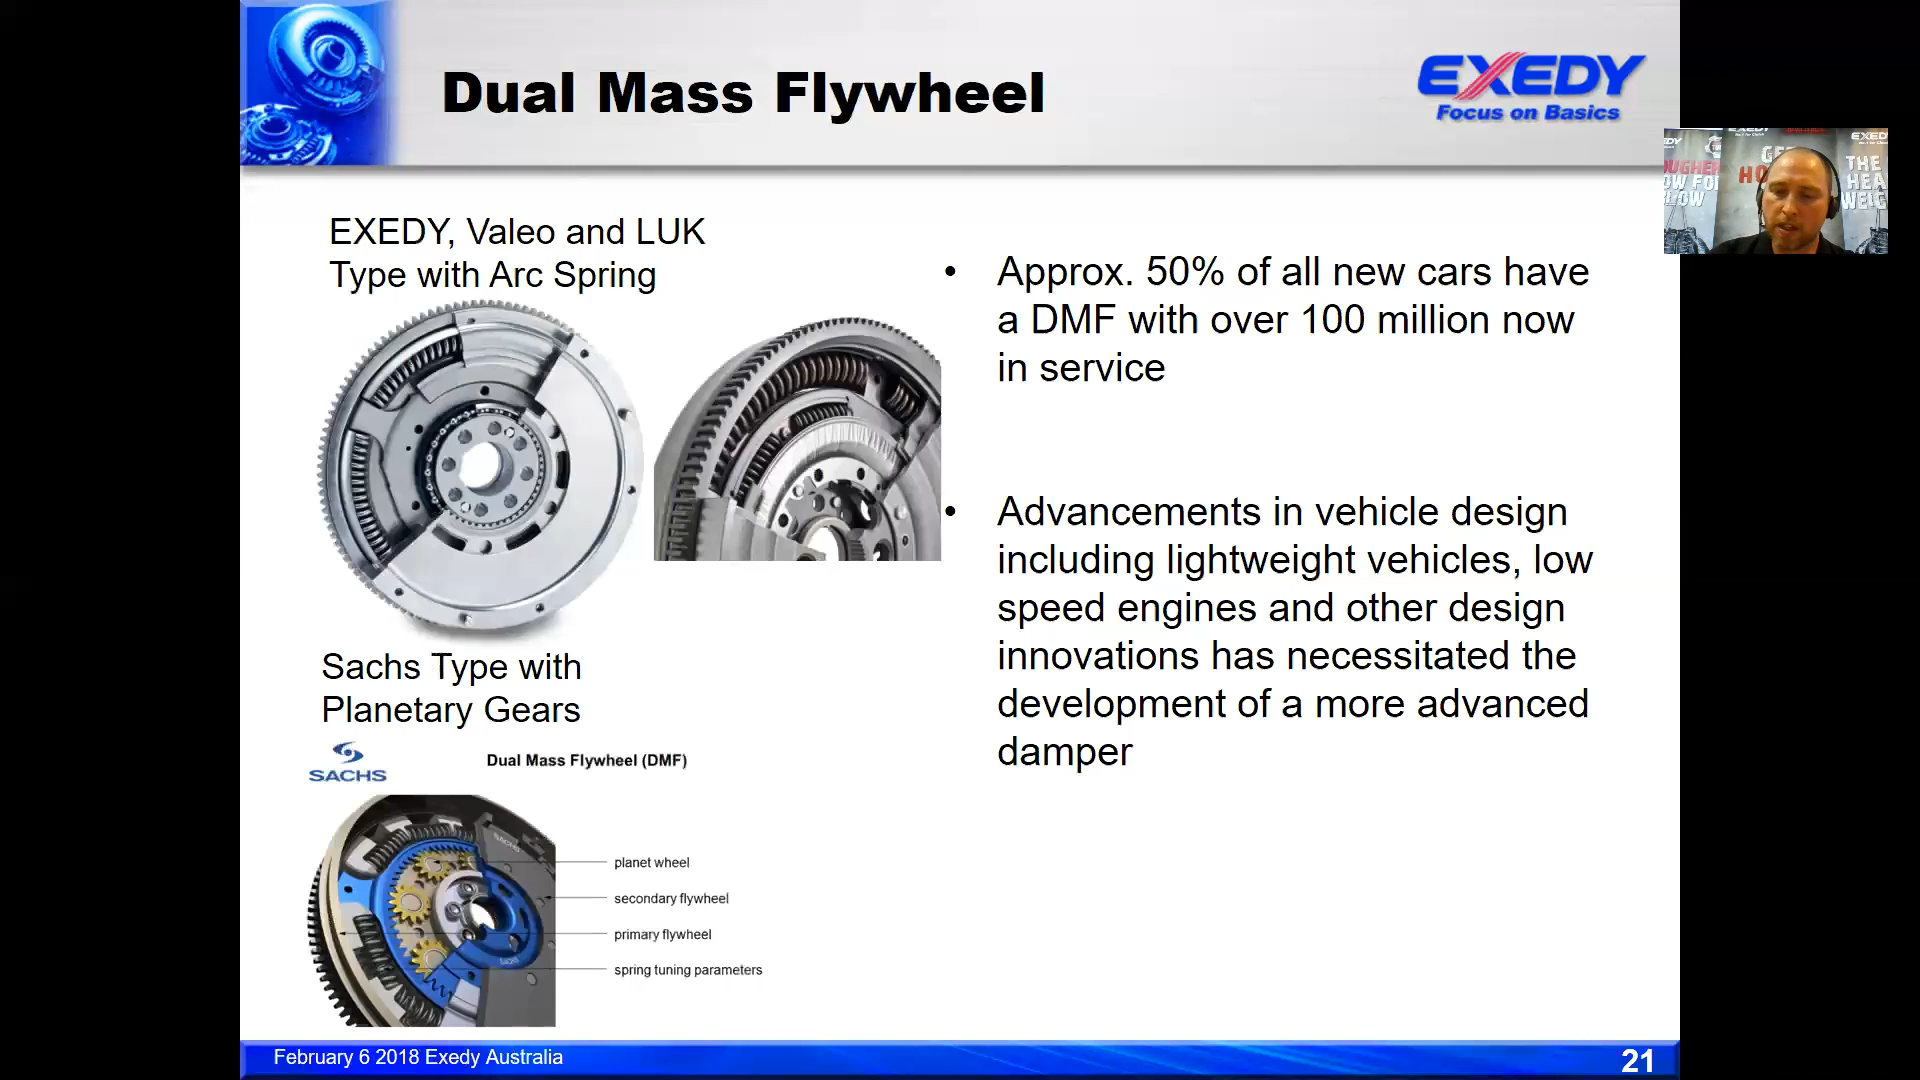 Dual Mass Flywheel
EXEDY
Focus on Basics
EXEDY, Valeo and LUK
Type with Arc Spring
• Approx. 50% of all new cars have
a DMF with over 100 million now
in service
• Advancements in vehicle design
including lightweight vehicles, low
speed engines and other design
innovations has necessitated the
development of a more advanced
damper
Sachs Type with
Planetary Gears
SACHS
Dual Mass Flywheel (DMF)
planet wheel
secondary flywheel
primary flywheel
spring tuning parameters
SACHS
February 6 2018 Exedy Australia
21
THE